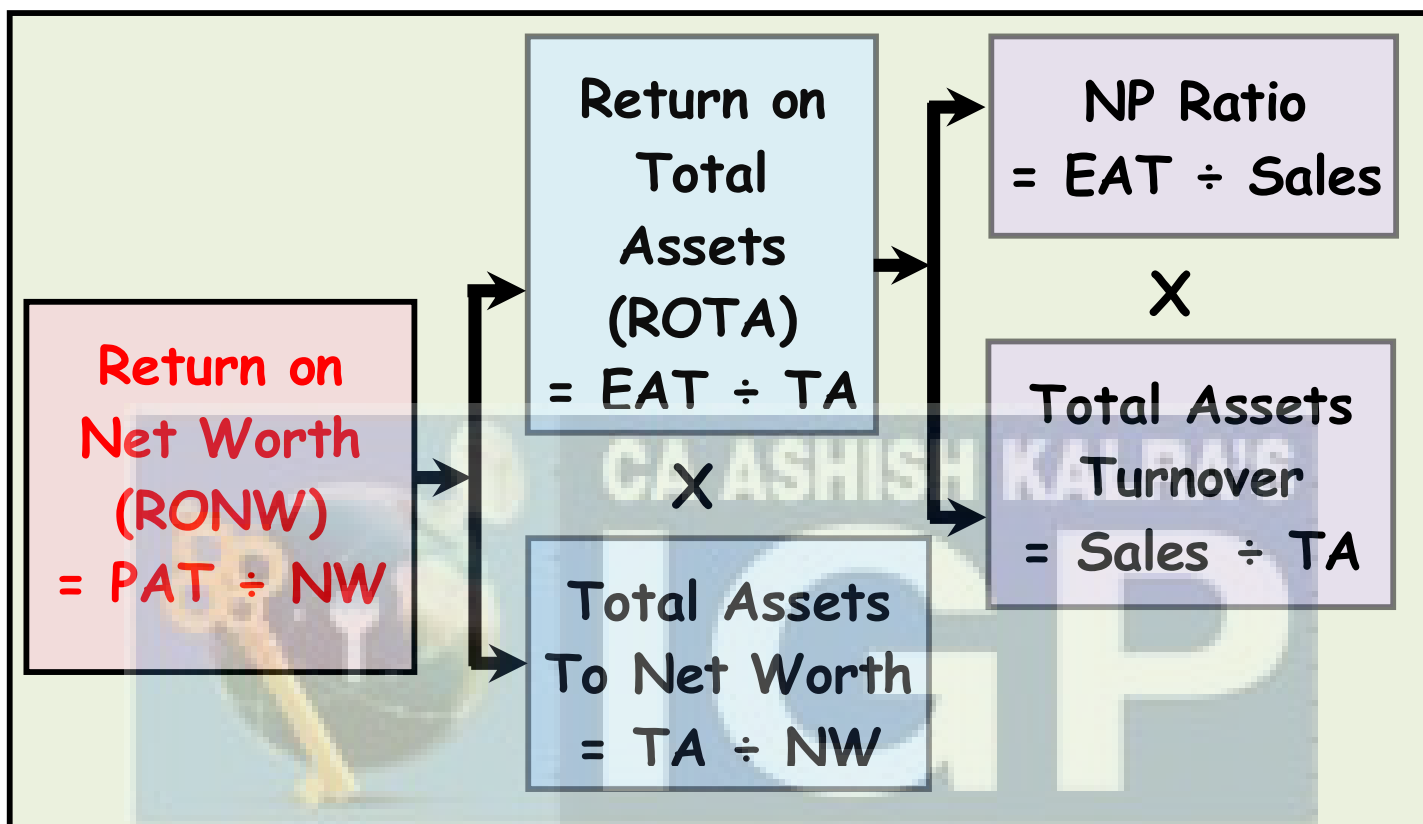 Return on
Net Worth
(RONW)
= PAT ÷ NW
Return on
Total
Assets
(ROTA)
= EAT ÷ TA
X
Total Assets
To Net Worth
= TA ÷ NW
NP Ratio
= EAT ÷ Sales
X
Total Assets
Turnover
= Sales ÷ TA
CA ASHISH KALRA'S
IGP